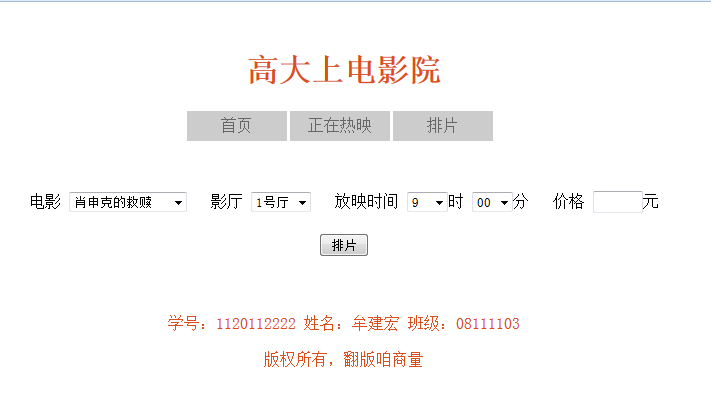 高大上电影院
首页 正在热映 排片
电影 肖申克的救赎 影厅 1号厅 放映时间 9 时 00 分 价格 元
排片
学号：1120112222 姓名：牟建宏 班级：08111103
版权所有，翻版咱商量